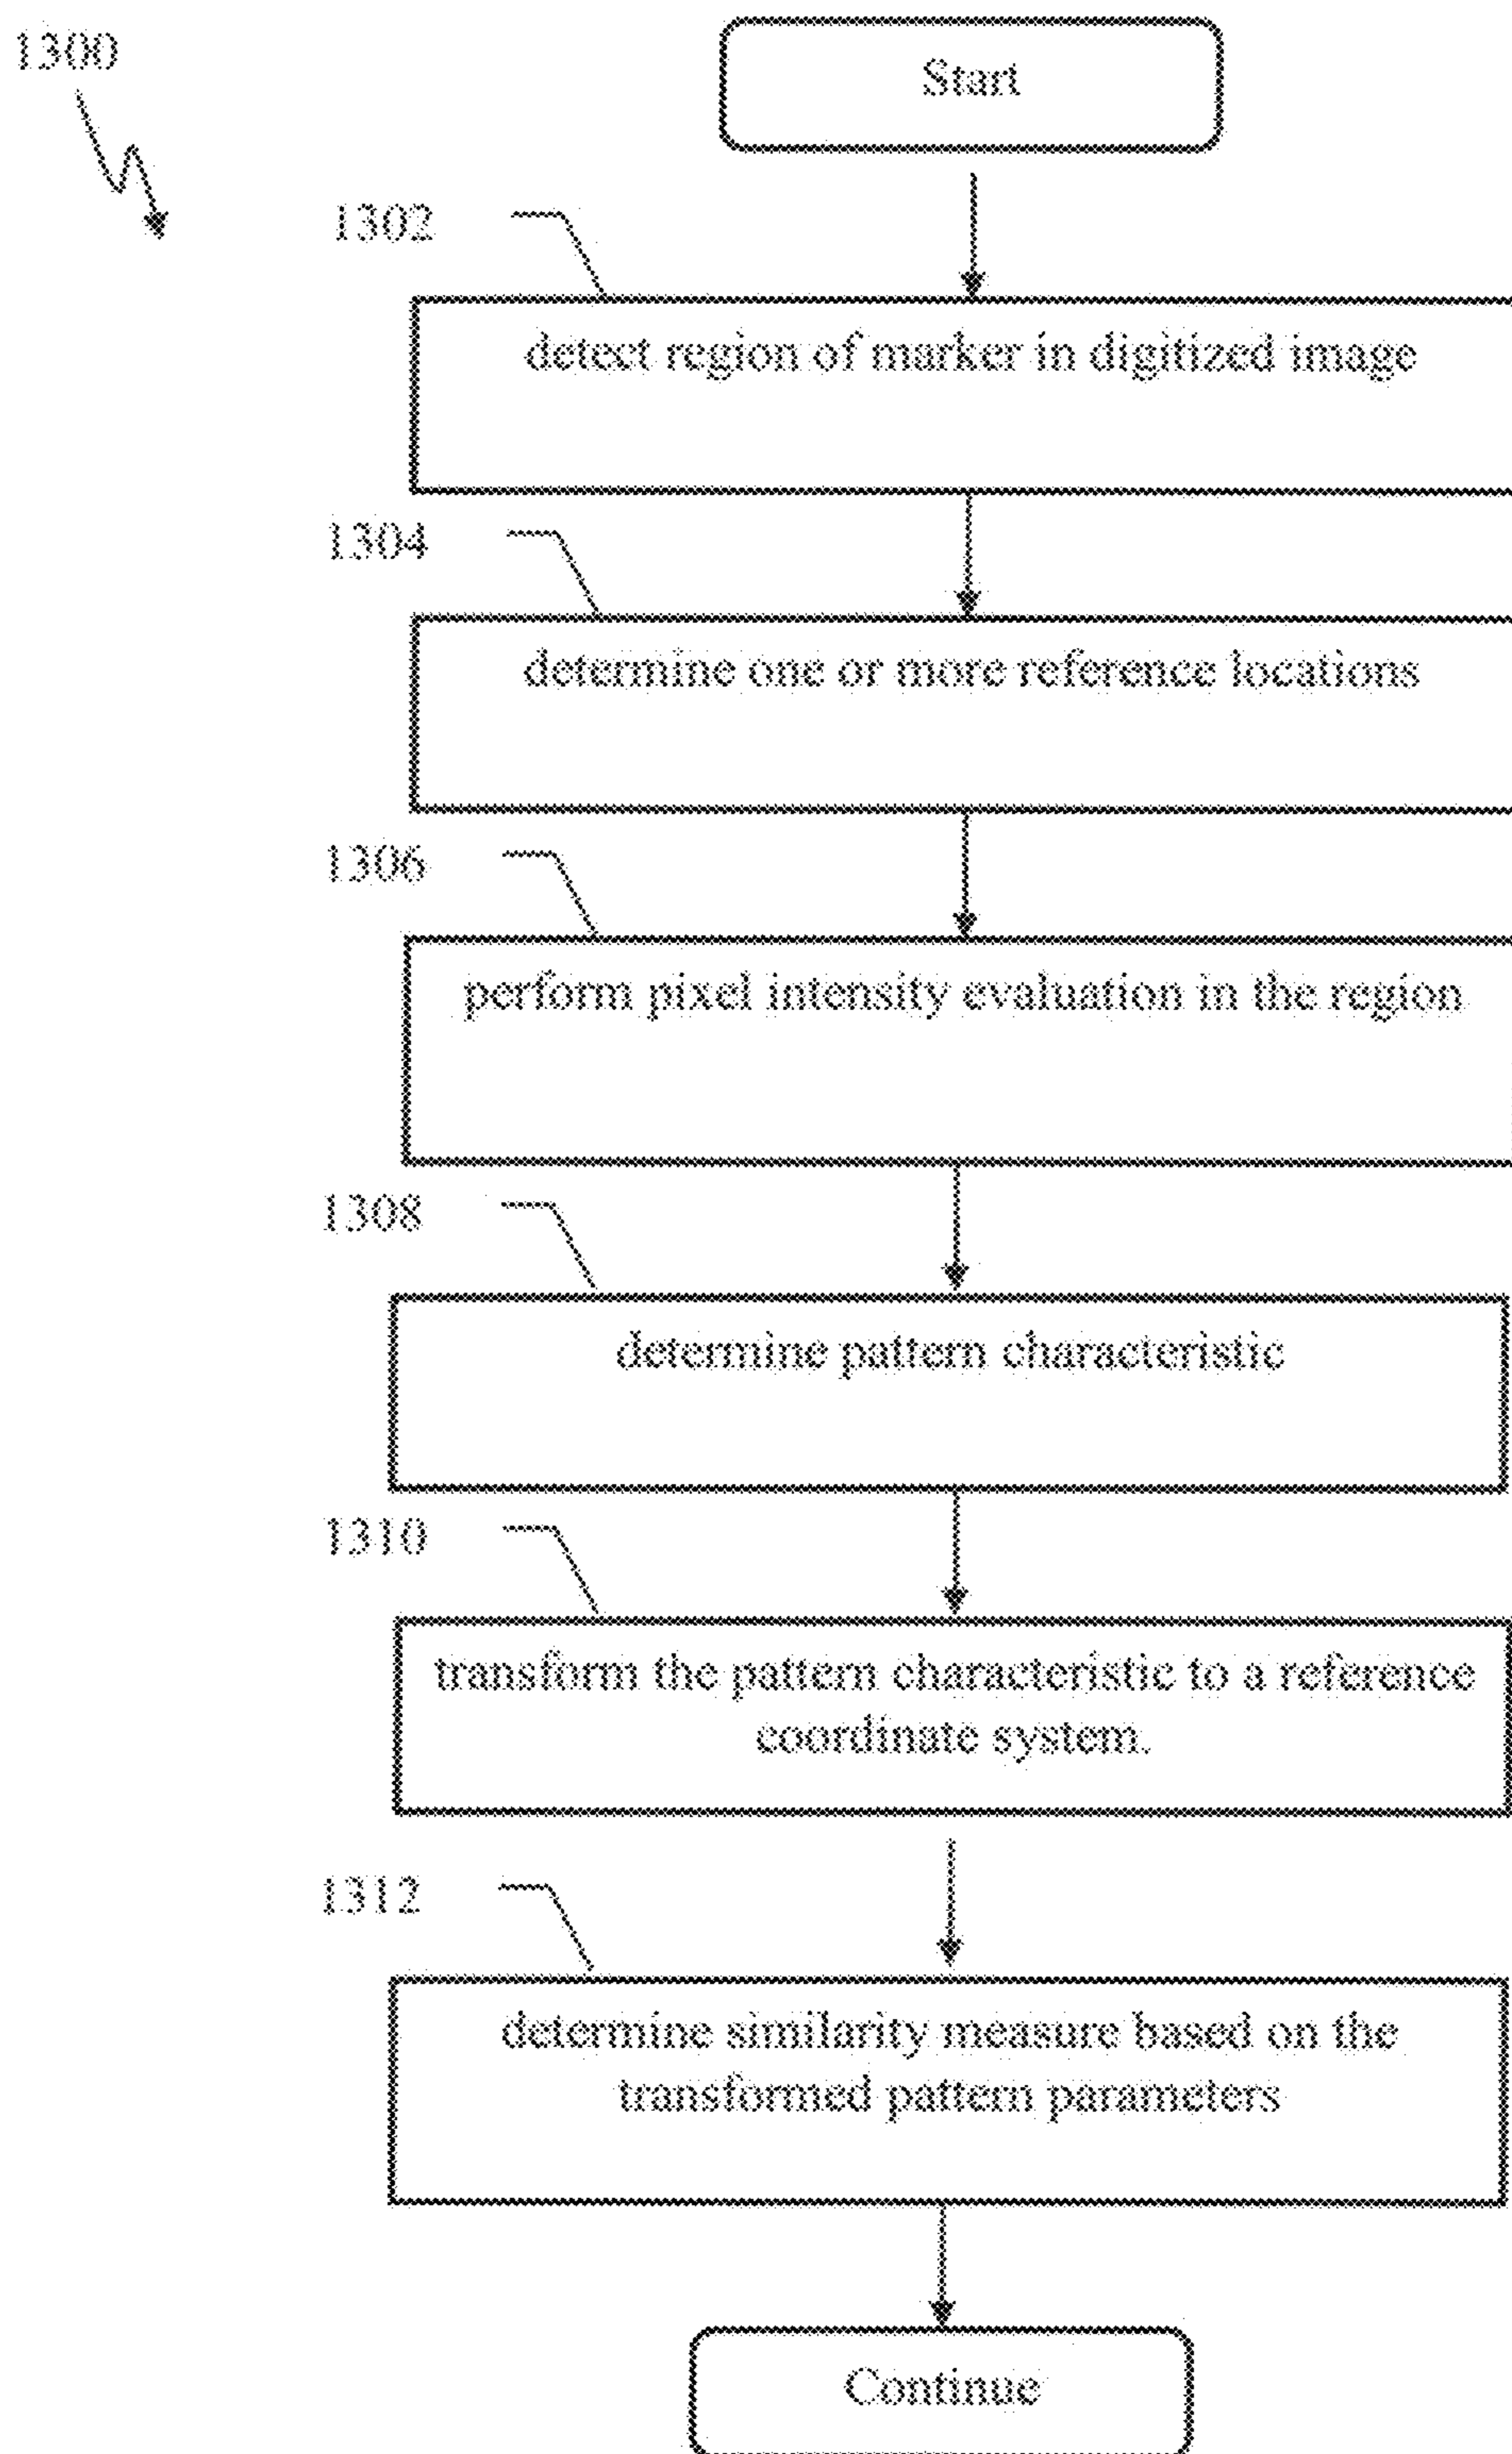 1300
Start
1302
detect region of marker in digitized image
1304
determine one or more reference locations
1306
perform pixel intensity evaluation in the region
1308
determine pattern characteristic
1310
transform the pattern characteristic to a reference
coordinate system.
1312
determine similarity measure based on the
transformed pattern parameters
Continue